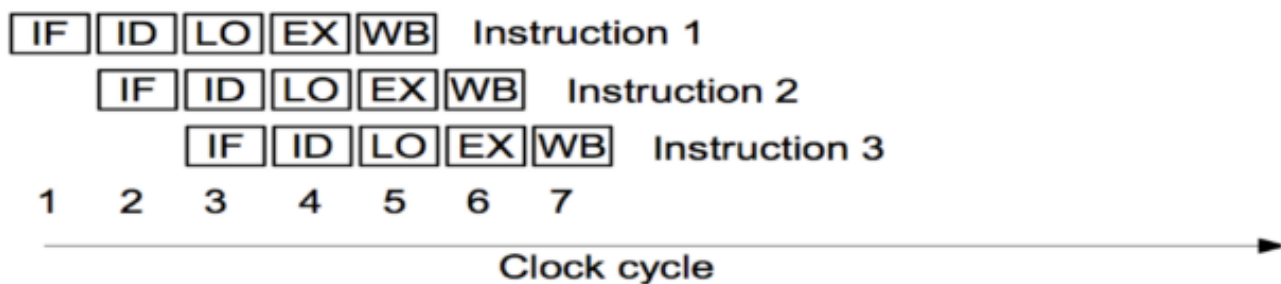 IF ID LO EX WB Instruction 1
IF ID LO EX WB Instruction 2
IF ID LO EX WB Instruction 3
1 2 3 4 5 6 7
Clock cycle